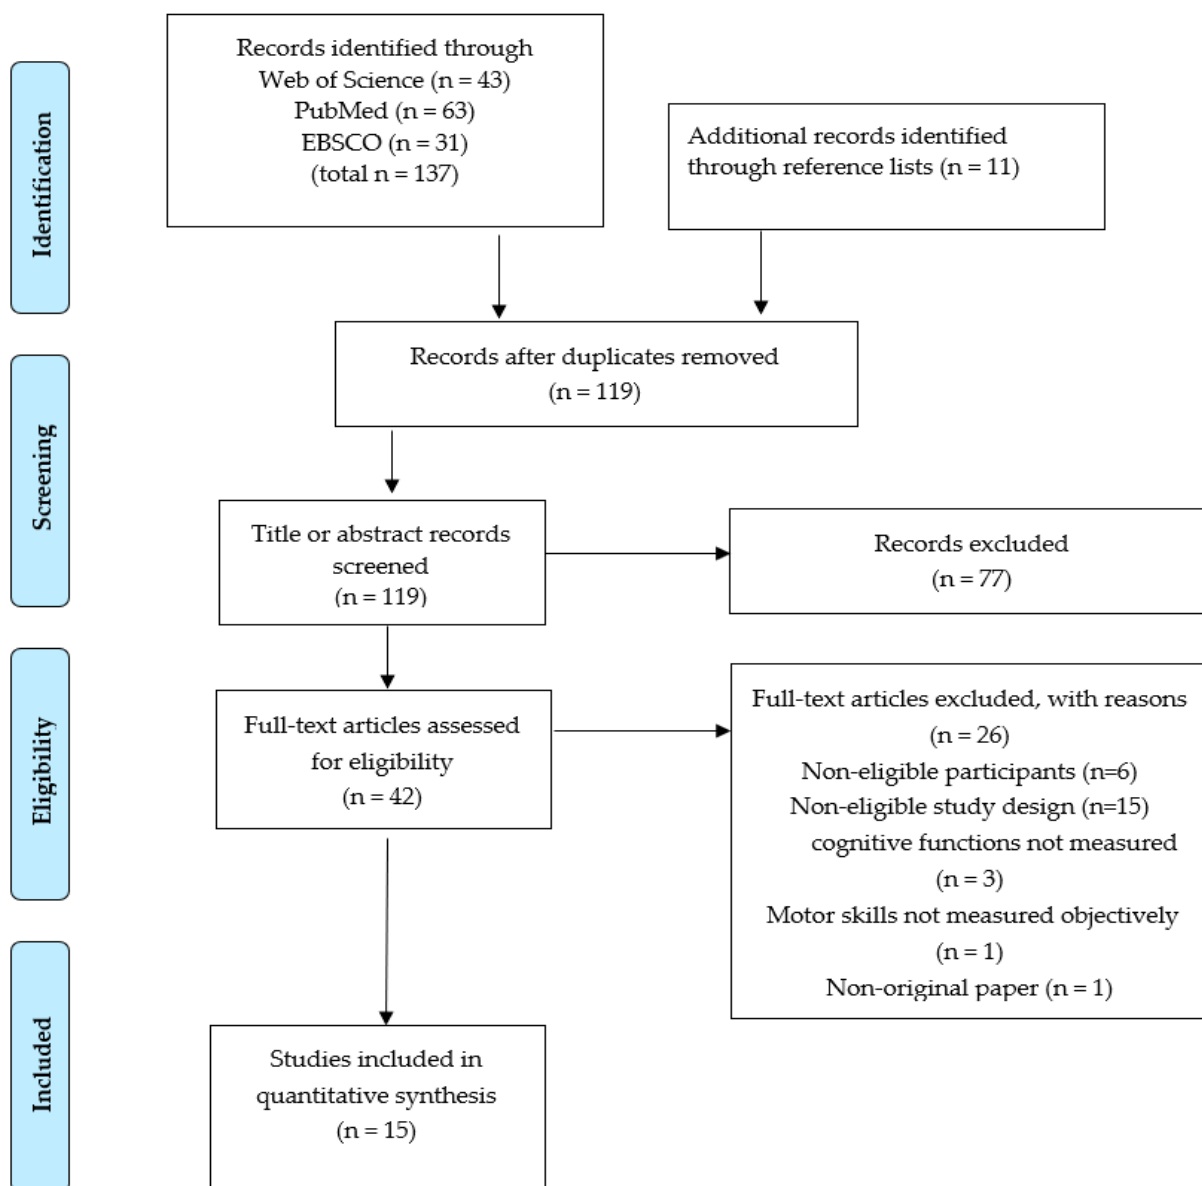 Identification
Records identified through
Web of Science (n = 43)
PubMed (n = 63)
EBSCO (n = 31)
(total n = 137)
Additional records identified
through reference lists (n = 11)
Screening
Records after duplicates removed
(n = 119)
Title or abstract records
screened
(n = 119)
Records excluded
(n = 77)
Eligibility
Full-text articles assessed
for eligibility
(n = 42)
Full-text articles excluded, with reasons
(n = 26)
Non-eligible participants (n=6)
Non-eligible study design (n=15)
cognitive functions not measured
(n = 3)
Motor skills not measured objectively
(n = 1)
Non-original paper (n = 1)
Included
Studies included in
quantitative synthesis
(n = 15)